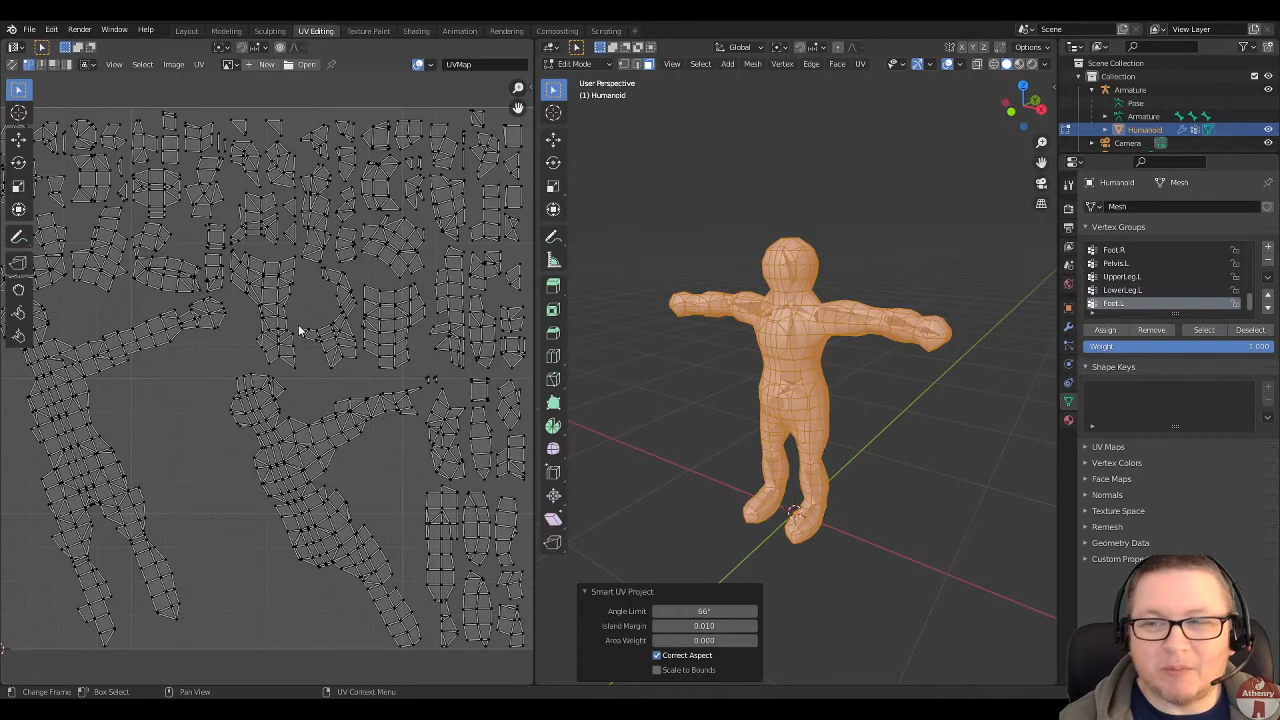 File Edit Render Window Help Layout Modeling Sculpting UV Editing Texture Paint Shading Animation Rendering Compositing Scripting + Scene View Layer
Global Options
View Select Image UV New Open UVMap Edit Mode View Select Add Mesh Vertex Edge Face UV
User Perspective
(1) Humanoid
Scene Collection
Collection
Armature
Pose
Armature
Humanoid
Camera
Humanoid Mesh
Mesh
Vertex Groups
Foot.R
Pelvis.L
UpperLeg.L
LowerLeg.L
Foot.L
Assign Remove Select Deselect
Weight 1.000
Shape Keys
UV Maps
Vertex Colors
Face Maps
Normals
Texture Space
Remesh
Geometry Data
Custom Prope
Smart UV Project
Angle Limit 66°
Island Margin 0.010
Area Weight 0.000
Correct Aspect
Scale to Bounds
Change Frame Box Select Pan View UV Context Menu
Athenry